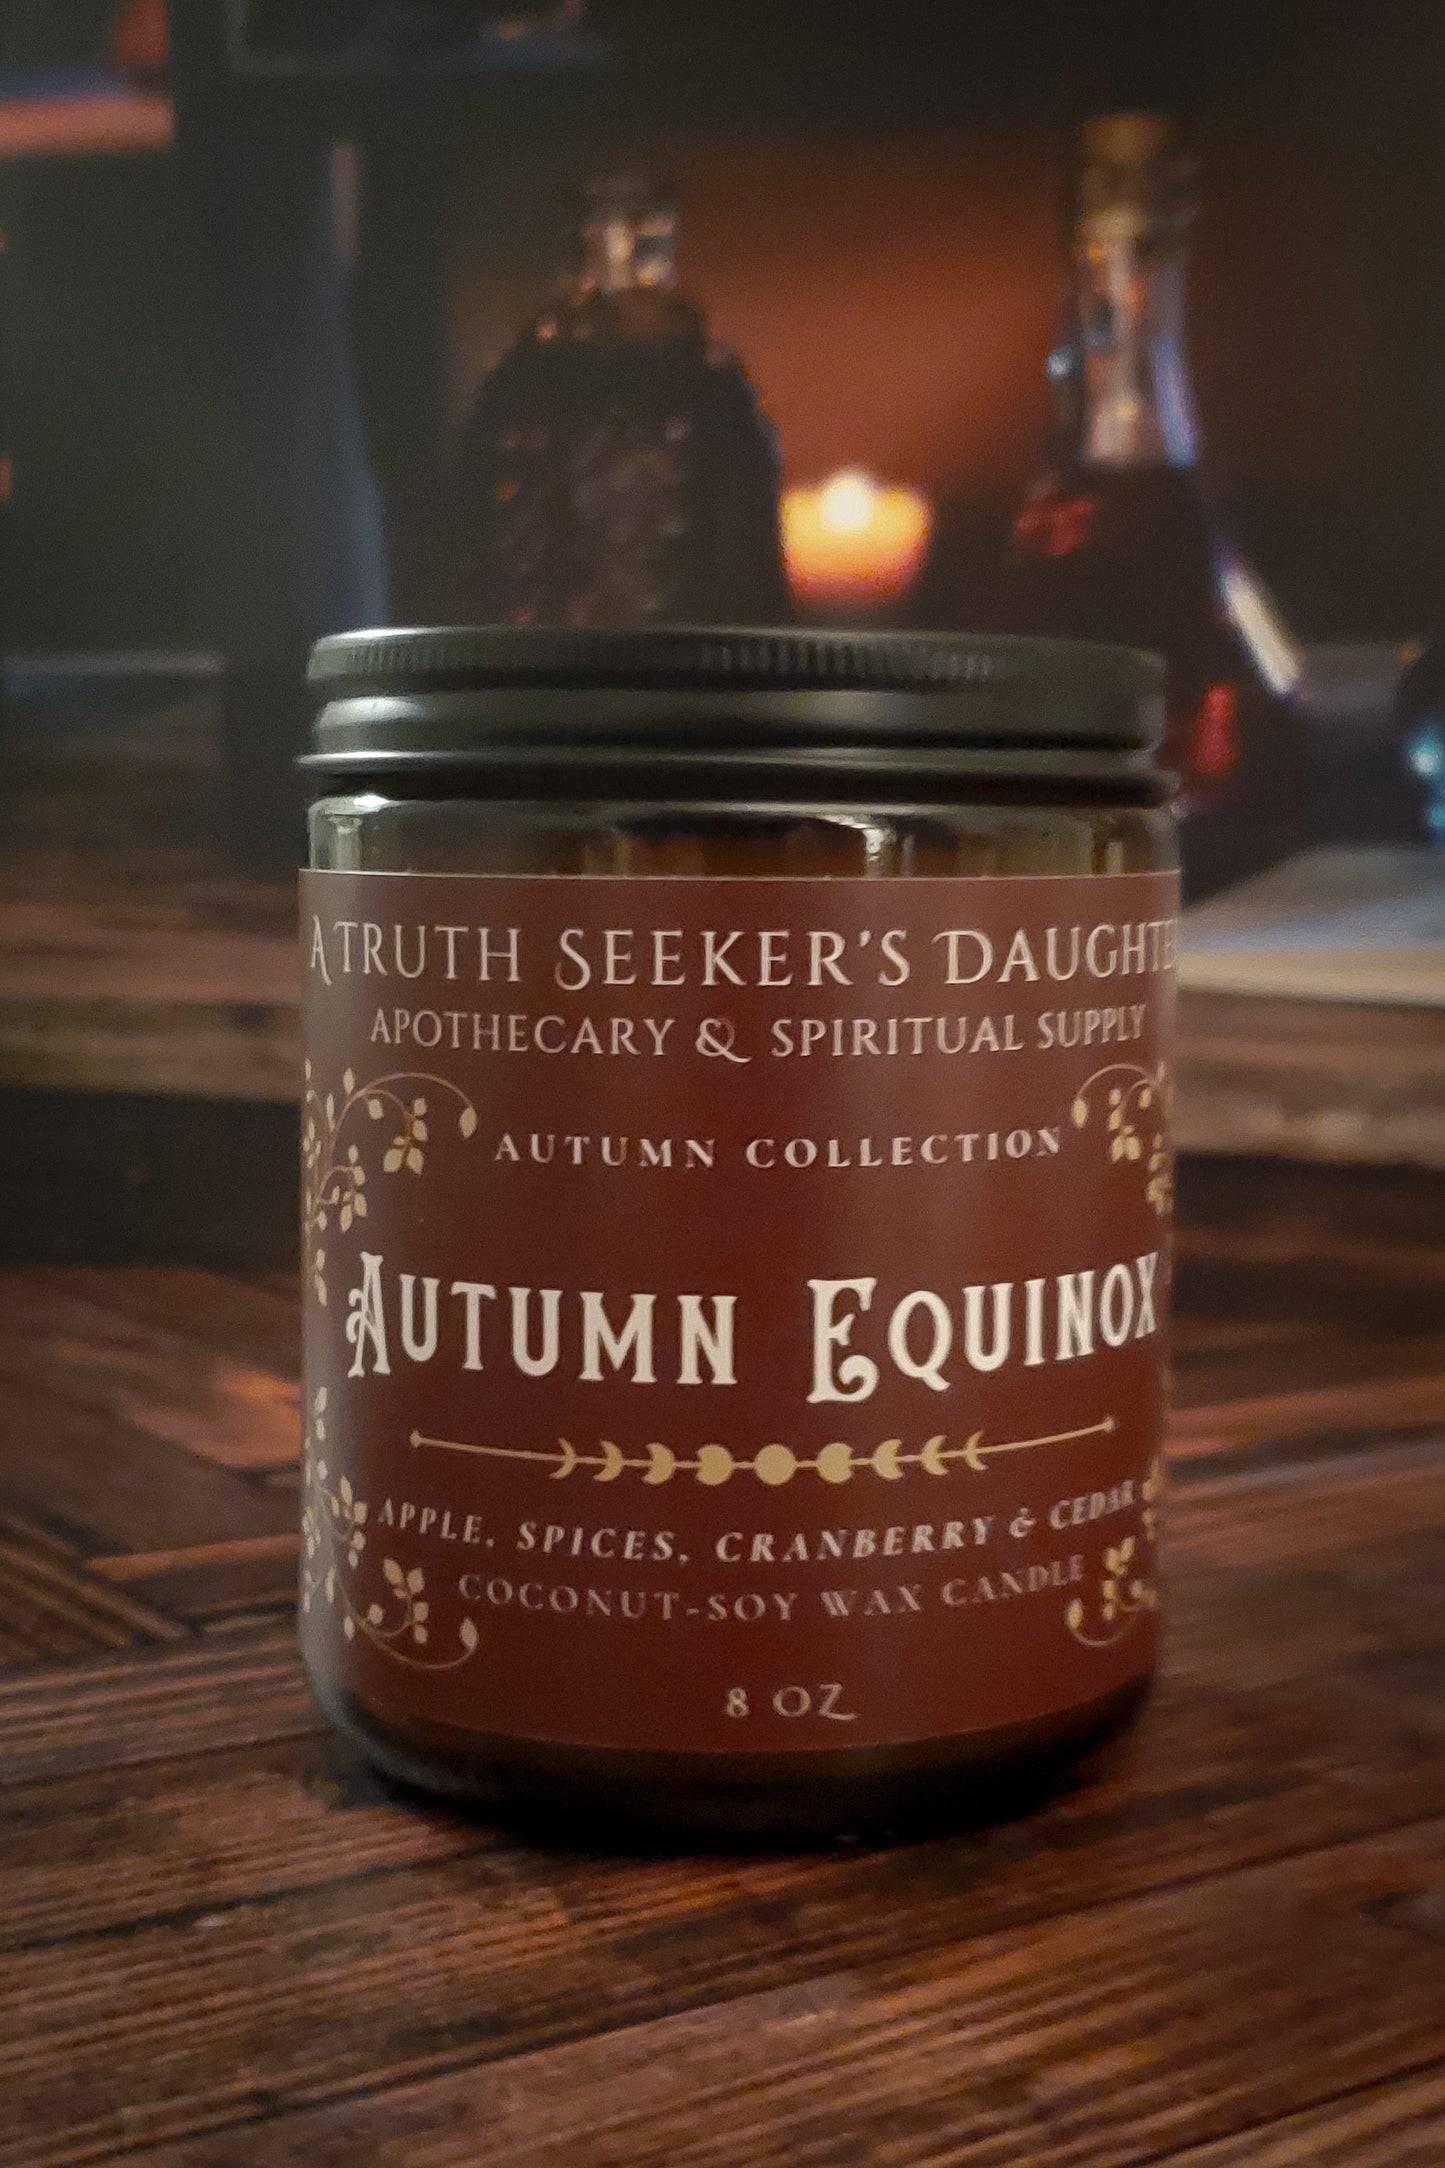 A TRUTH SEEKER'S DAUGHTE
APOTHECARY & SPIRITUAL SUPPLY
AUTUMN COLLECTION
AUTUMN EQUINOX
APPLE, SPICES, CRANBERRY & CEDAR
COCONUT-SOY WAX CANDLE
8 OZ